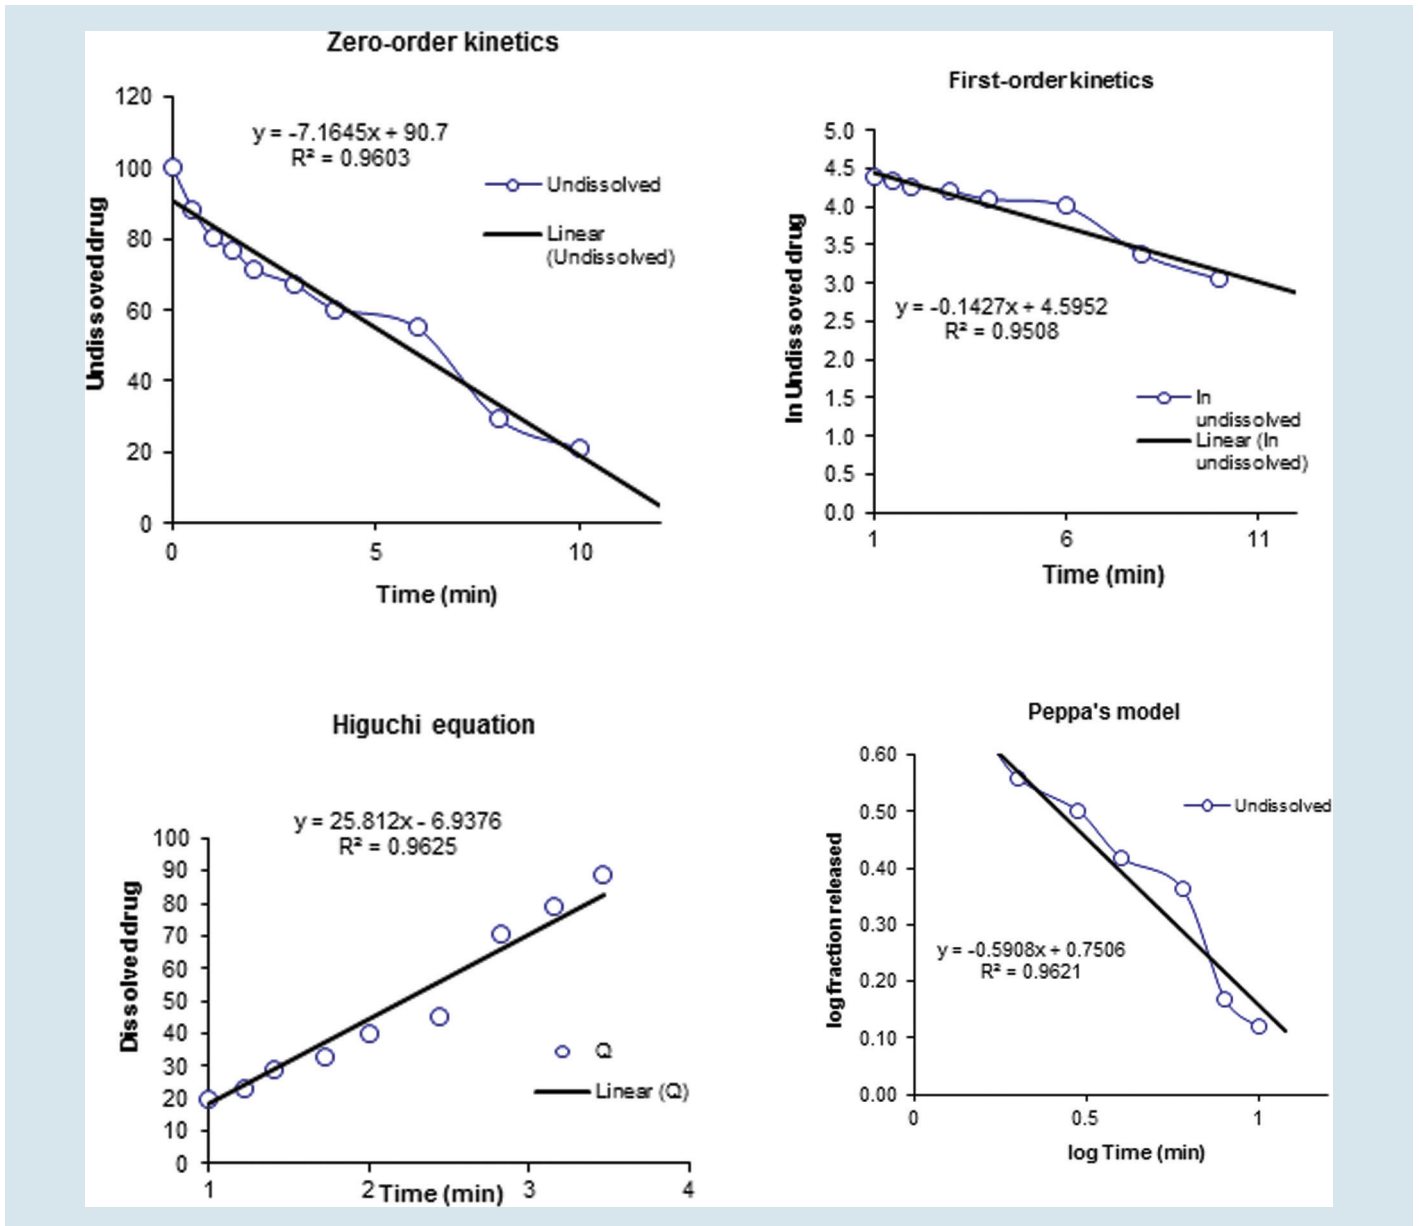 Zero-order kinetics
120
100
80
60
40
20
0
0 5 10
Undissoved drug
Time (min)
y = -7.1645x + 90.7
R² = 0.9603
Undissolved
Linear
(Undissolved)
First-order kinetics
5.0
4.5
4.0
3.5
3.0
2.5
2.0
1.5
1.0
0.5
0.0
1 6 11
ln Undissoved drug
Time (min)
y = -0.1427x + 4.5952
R² = 0.9508
ln
undissolved
Linear (ln
undissolved)
Higuchi equation
100
90
80
70
60
50
40
30
20
10
0
1 2 3 4
Dissolved drug
Time (min)
y = 25.812x - 6.9376
R² = 0.9625
Q
Linear (Q)
Peppa's model
0.60
0.50
0.40
0.30
0.20
0.10
0.00
0 0.5 1
log fraction released
log Time (min)
y = -0.5908x + 0.7506
R² = 0.9621
Undissolved